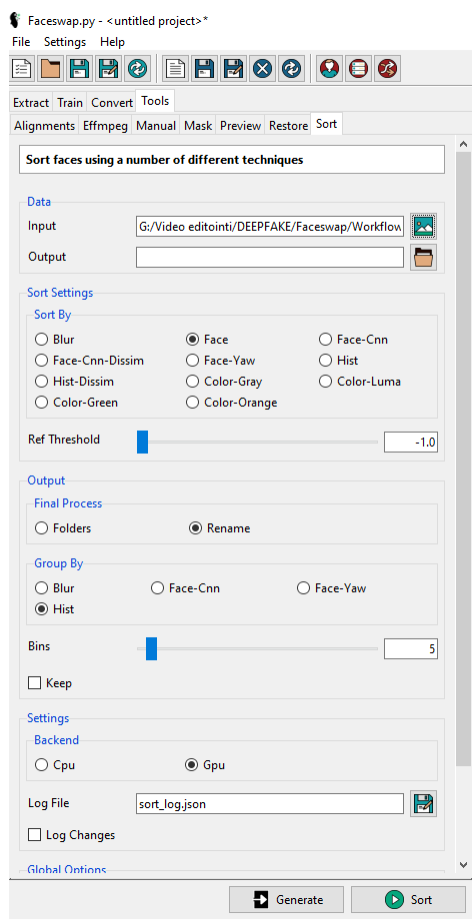 Faceswap.py - <untitled project>*
File Settings Help
Extract Train Convert Tools
Alignments Effmpeg Manual Mask Preview Restore Sort
Sort faces using a number of different techniques
Data
Input G:/Video editointi/DEEPFAKE/Faceswap/Workflow
Output
Sort Settings
Sort By
Blur Face Face-Cnn
Face-Cnn-Dissim Face-Yaw Hist
Hist-Dissim Color-Gray Color-Luma
Color-Green Color-Orange
Ref Threshold -1.0
Output
Final Process
Folders Rename
Group By
Blur Face-Cnn Face-Yaw
Hist
Bins 5
Keep
Settings
Backend
Cpu Gpu
Log File sort_log.json
Log Changes
Global Options
Generate Sort